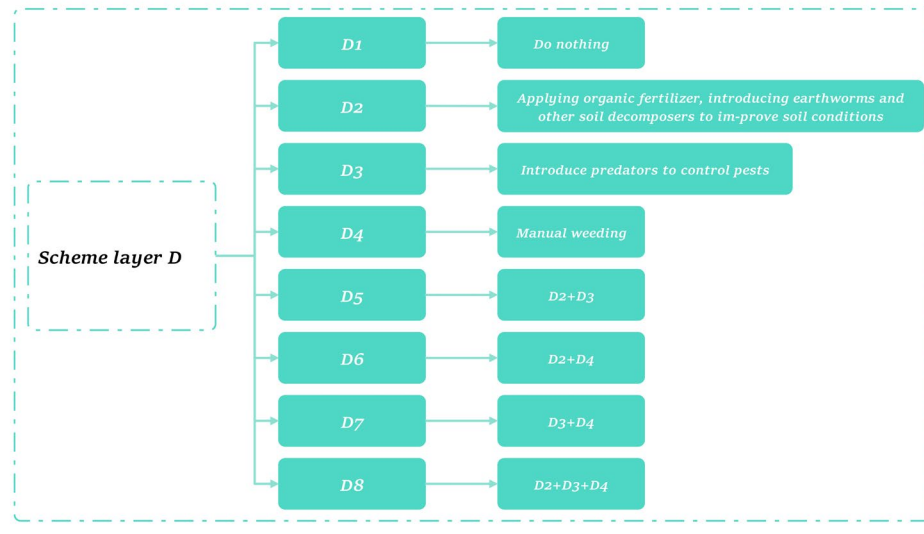 Scheme layer D
D1
Do nothing
D2
Applying organic fertilizer, introducing earthworms and
other soil decomposers to im-prove soil conditions
D3
Introduce predators to control pests
D4
Manual weeding
D5
D2+D3
D6
D2+D4
D7
D3+D4
D8
D2+D3+D4